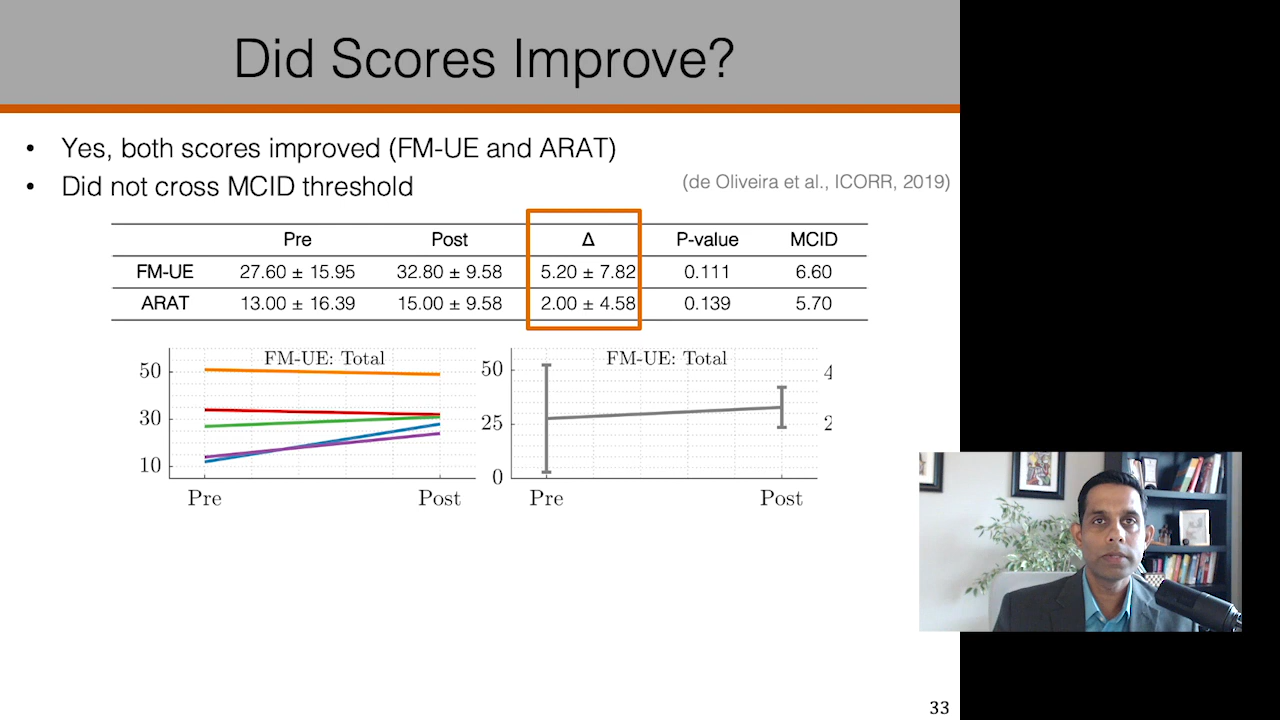 Did Scores Improve?
• Yes, both scores improved (FM-UE and ARAT)
• Did not cross MCID threshold
(de Oliveira et al., ICORR, 2019)
Pre Post Δ P-value MCID
FM-UE 27.60 ± 15.95 32.80 ± 9.58 5.20 ± 7.82 0.111 6.60
ARAT 13.00 ± 16.39 15.00 ± 9.58 2.00 ± 4.58 0.139 5.70
FM-UE: Total
50
30
10
Pre Post
FM-UE: Total
50
25
0
Pre Post
4
2
33